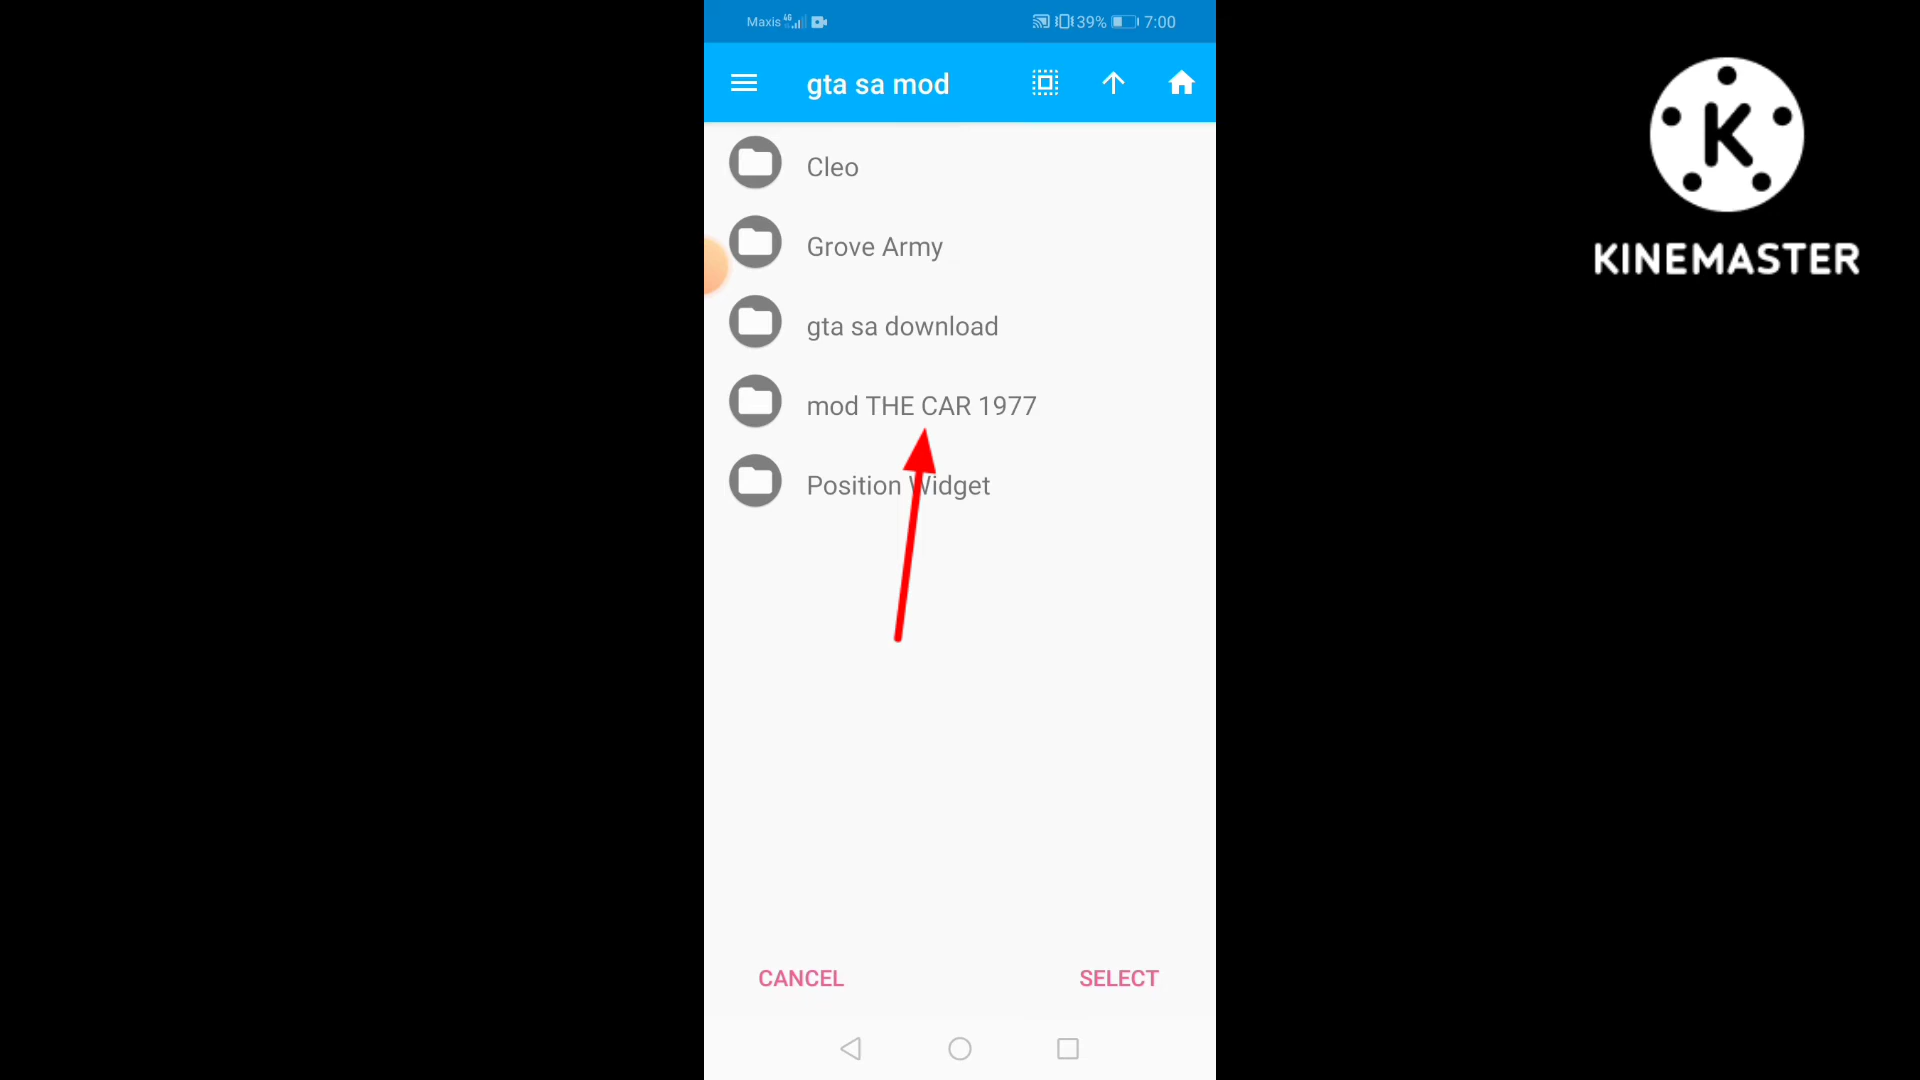 Maxis 4G 39% 7:00
gta sa mod
KINEMASTER
Cleo
Grove Army
gta sa download
mod THE CAR 1977
Position Widget
CANCEL SELECT